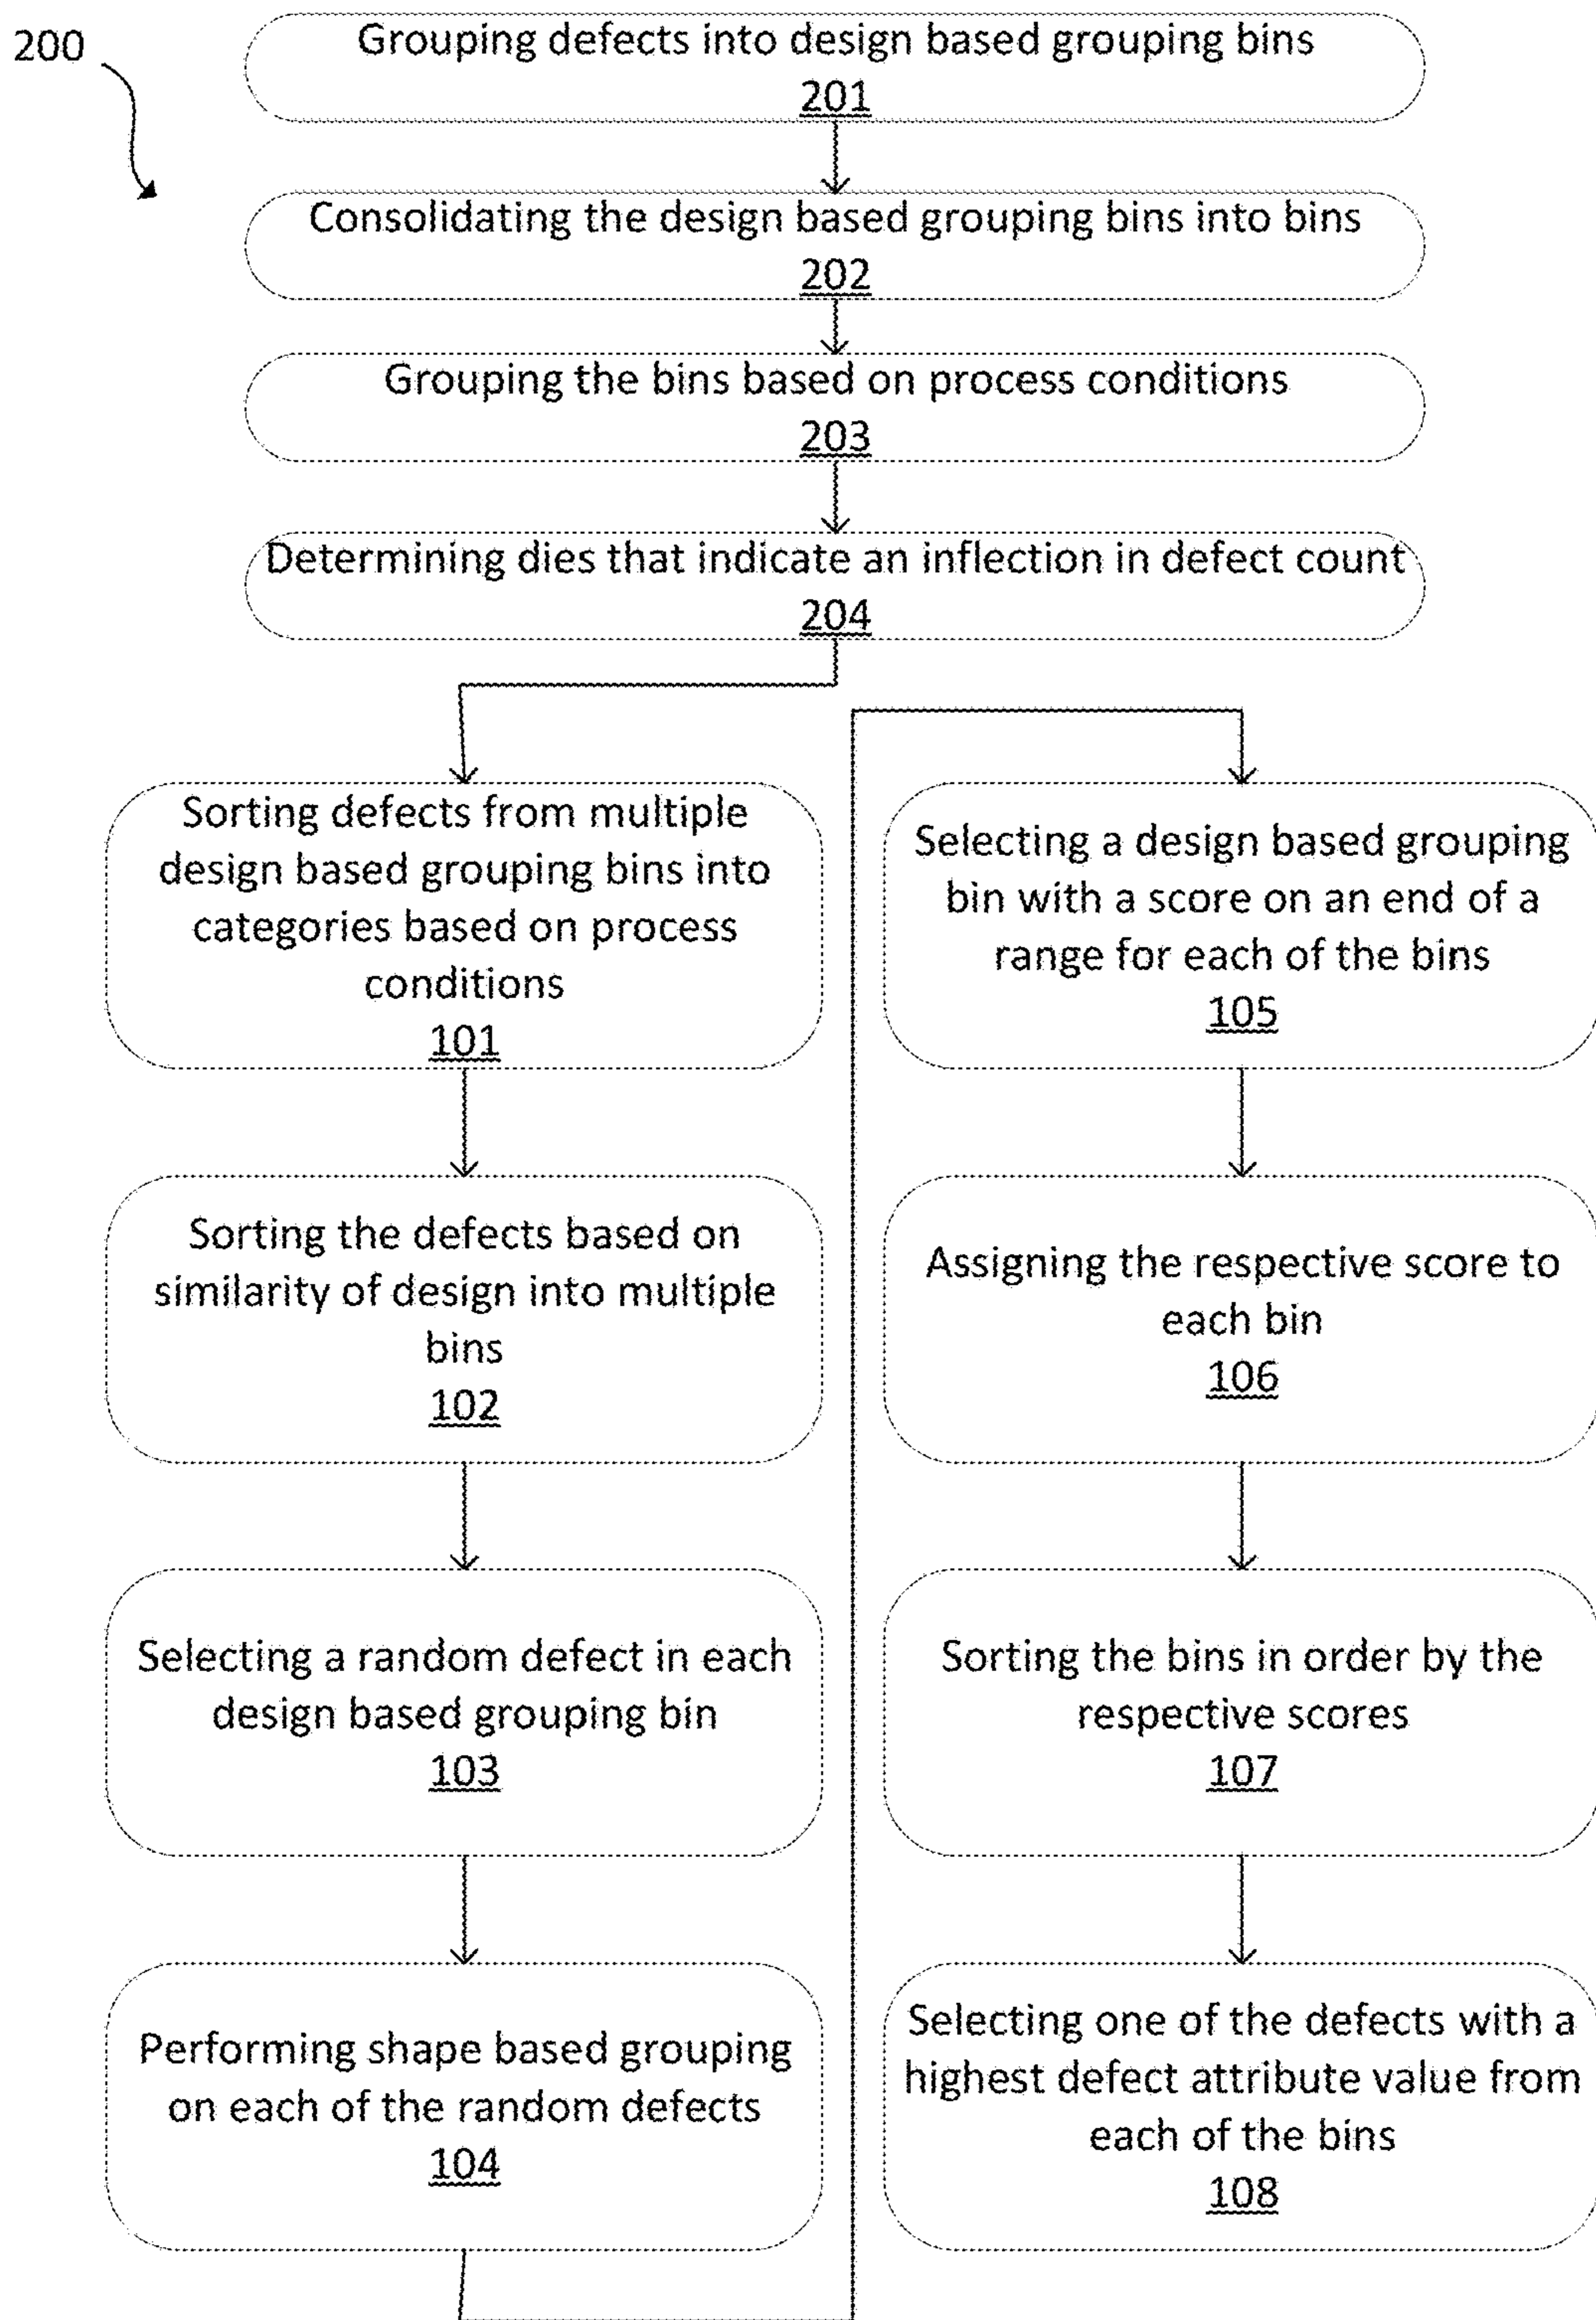 200
Grouping defects into design based grouping bins
201
Consolidating the design based grouping bins into bins
202
Grouping the bins based on process conditions
203
Determining dies that indicate an inflection in defect count
204
Sorting defects from multiple
design based grouping bins into
categories based on process
conditions
101
Sorting the defects based on
similarity of design into multiple
bins
102
Selecting a random defect in each
design based grouping bin
103
Performing shape based grouping
on each of the random defects
104
Selecting a design based grouping
bin with a score on an end of a
range for each of the bins
105
Assigning the respective score to
each bin
106
Sorting the bins in order by the
respective scores
107
Selecting one of the defects with a
highest defect attribute value from
each of the bins
108